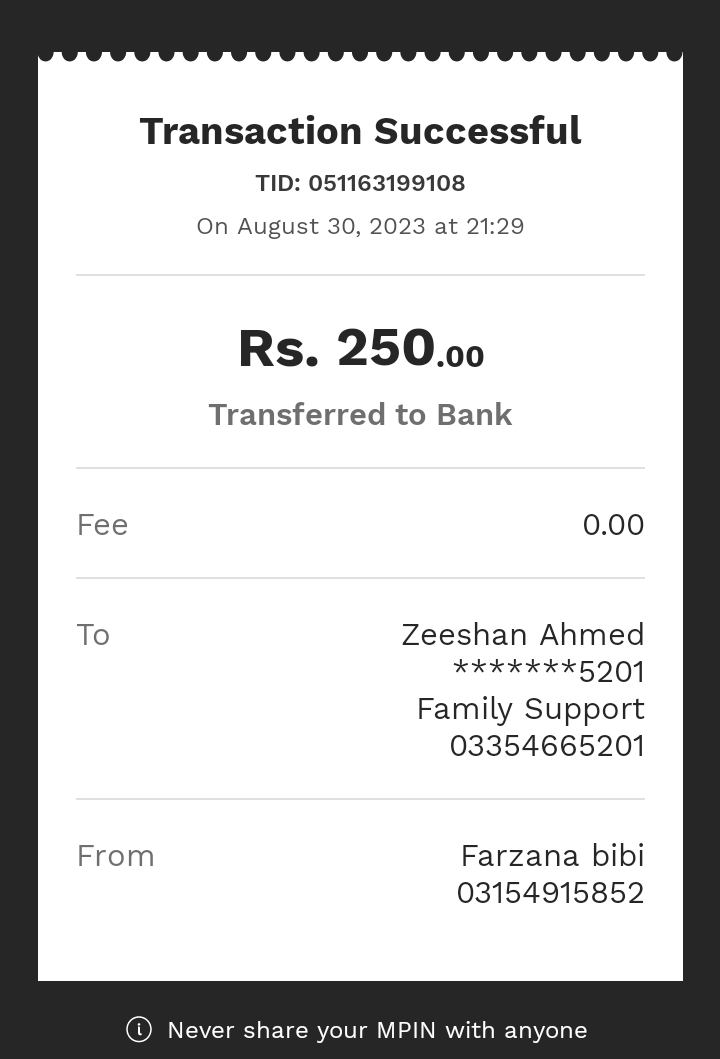 Transaction Successful
TID: 051163199108
On August 30, 2023 at 21:29
Rs. 250.00
Transferred to Bank
Fee 0.00
To Zeeshan Ahmed
*******5201
Family Support
03354665201
From Farzana bibi
03154915852
Never share your MPIN with anyone